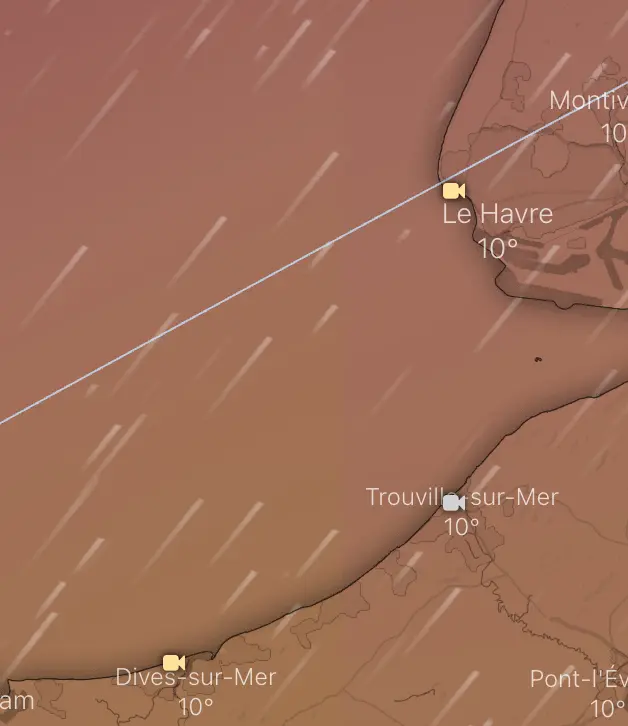 Montiv
10
Le Havre
10°
Trouville-sur-Mer
10°
Dives-sur-Mer
10°
Pont-l'Év
10°
am